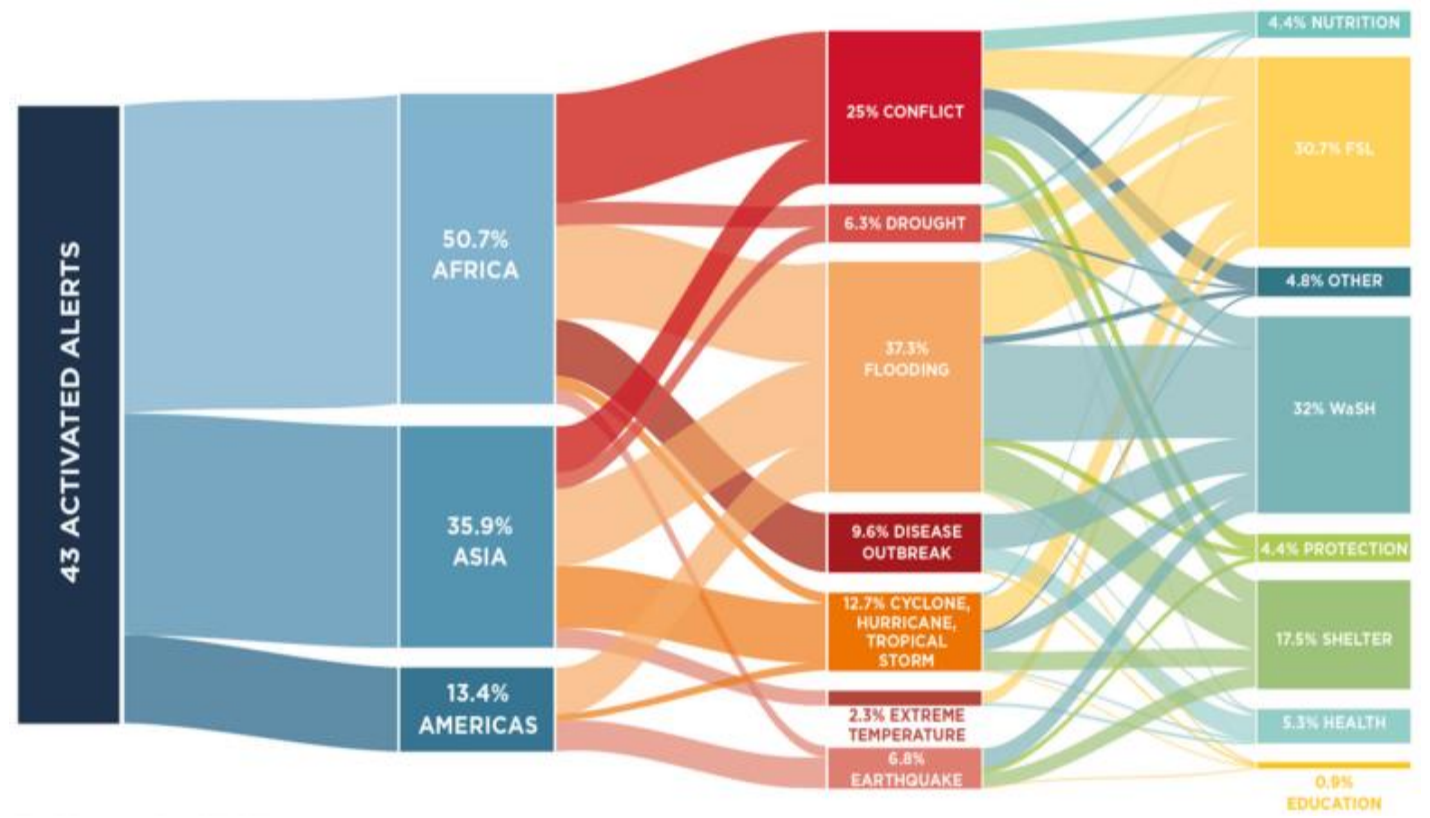 43 ACTIVATED ALERTS
50.7%
AFRICA
35.9%
ASIA
13.4%
AMERICAS
25% CONFLICT
6.3% DROUGHT
37.3%
FLOODING
9.6% DISEASE
OUTBREAK
12.7% CYCLONE,
HURRICANE,
TROPICAL
STORM
2.3% EXTREME
TEMPERATURE
6.8%
EARTHQUAKE
4.4% NUTRITION
30.7% FSL
4.8% OTHER
32% WaSH
4.4% PROTECTION
17.5% SHELTER
5.3% HEALTH
0.9%
EDUCATION